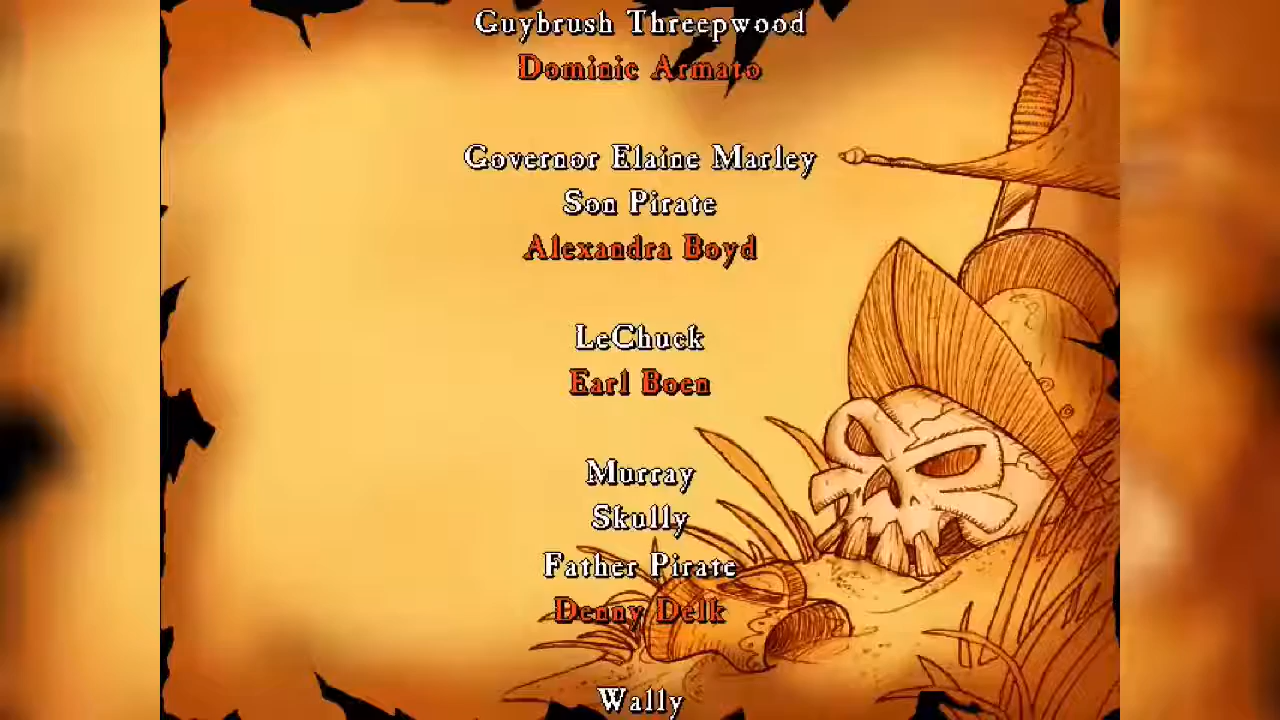 Guybrush Threepwood
Dominic Armato
Governor Elaine Marley
Son Pirate
Alexandra Boyd
LeChuck
Earl Boen
Murray
Skully
Father Pirate
Denny Delk
Wally